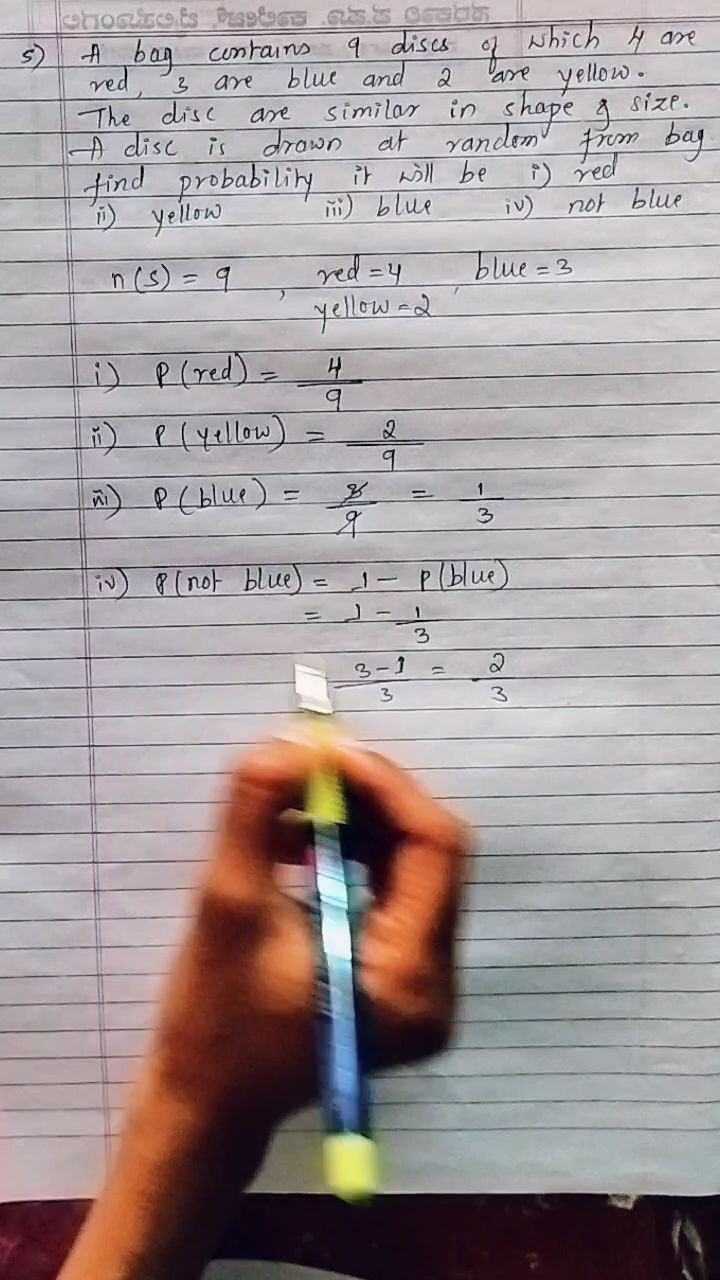 5) A bag contains 9 discs of which 4 are
red, 3 are blue and 2 are yellow.
The disc are similar in shape & size.
A disc is drawn at random from bag
find probability it will be i) red
ii) yellow iii) blue iv) not blue
n(s) = 9 , red = 4 , blue = 3
yellow = 2
i) P(red) = 4/9
ii) P(yellow) = 2/9
iii) P(blue) = 3/9 = 1/3
iv) P(not blue) = 1 - P(blue)
= 1 - 1/3
3-1/3 = 2/3